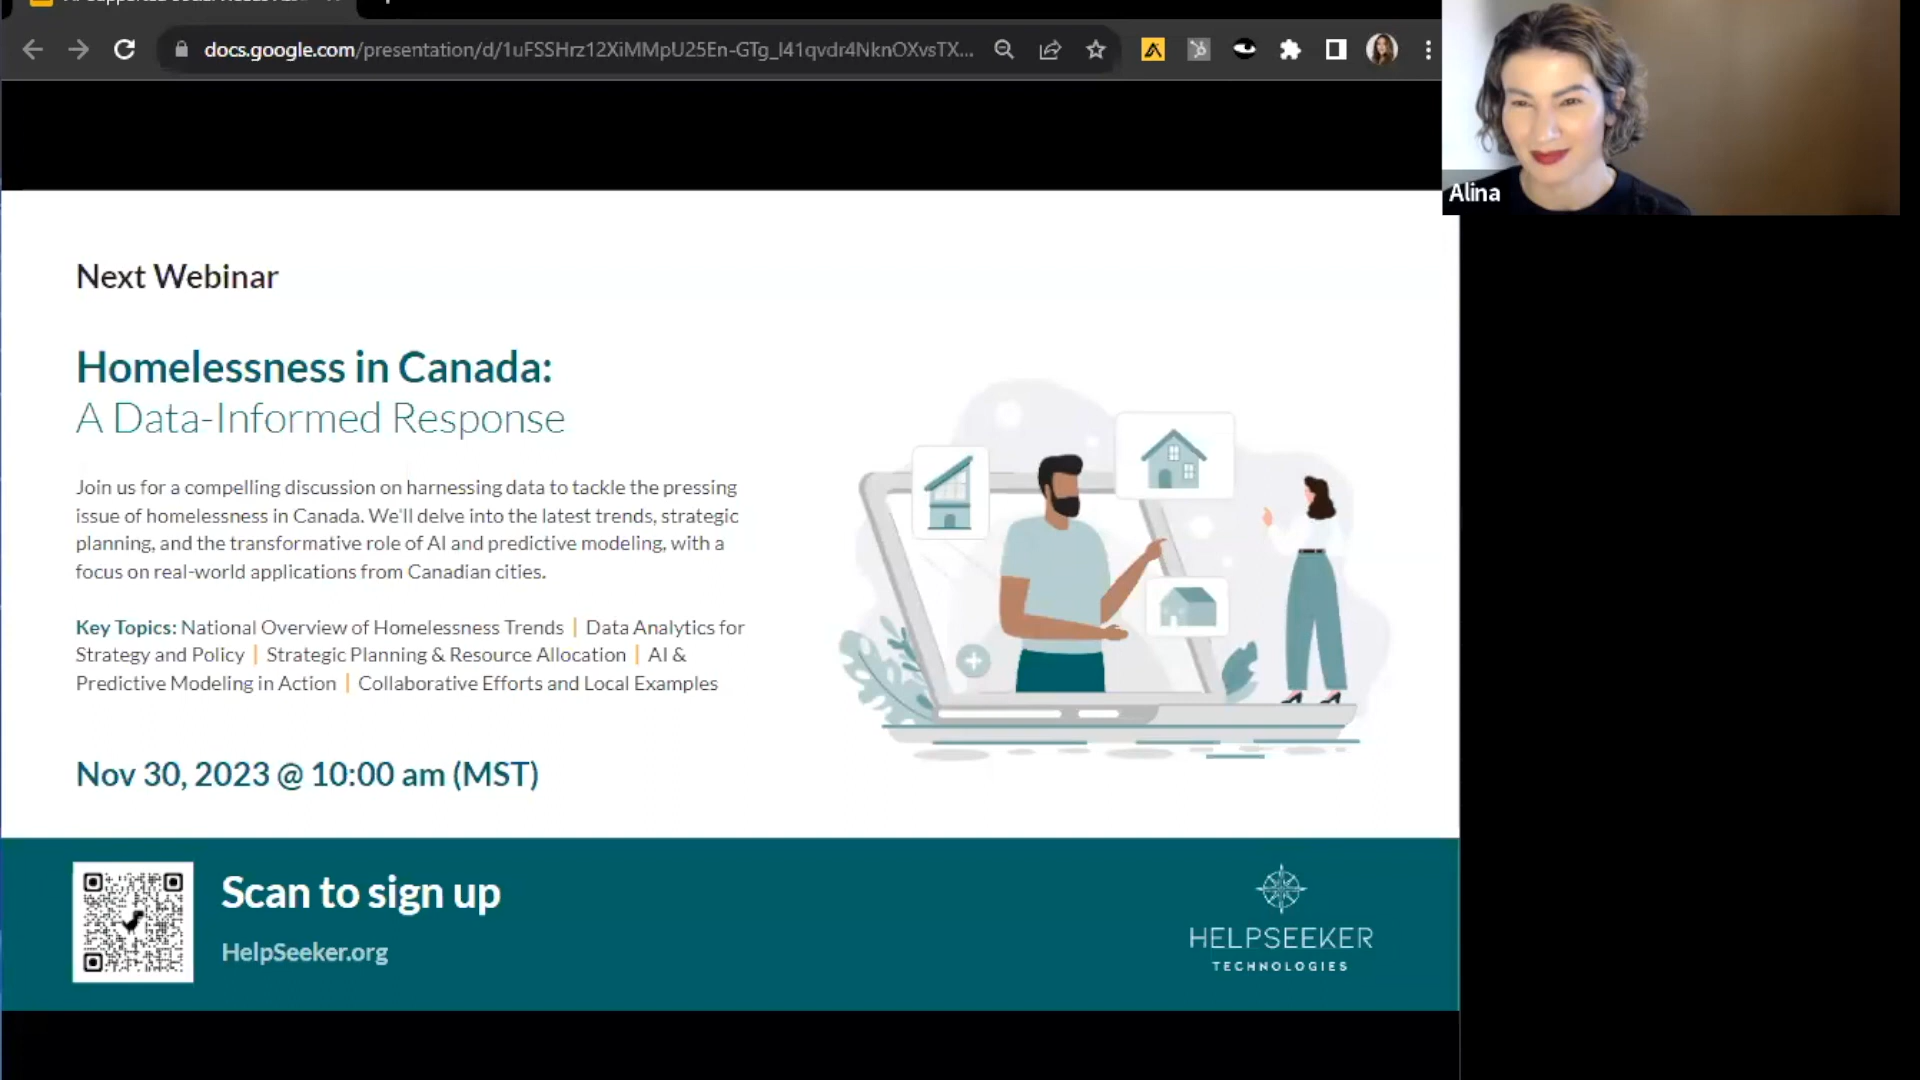 docs.google.com/presentation/d/1uFSSHrz12XiMMpU25En-GTg_l41qvdr4NknOXvsTX...
Alina
Next Webinar
Homelessness in Canada:
A Data-Informed Response
Join us for a compelling discussion on harnessing data to tackle the pressing
issue of homelessness in Canada. We'll delve into the latest trends, strategic
planning, and the transformative role of AI and predictive modeling, with a
focus on real-world applications from Canadian cities.
Key Topics: National Overview of Homelessness Trends | Data Analytics for
Strategy and Policy | Strategic Planning & Resource Allocation | AI &
Predictive Modeling in Action | Collaborative Efforts and Local Examples
Nov 30, 2023 @ 10:00 am (MST)
Scan to sign up
HelpSeeker.org
HELPSEEKER
TECHNOLOGIES